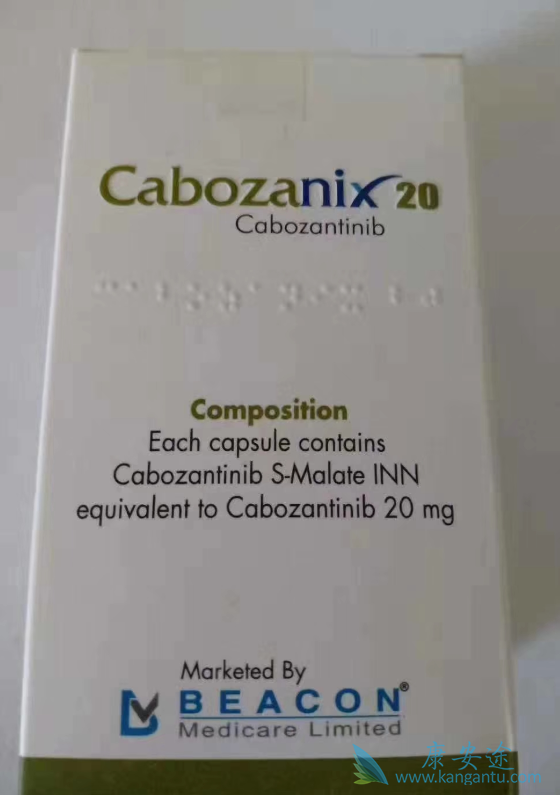 Cabozanix 20
Cabozantinib
Composition
Each capsule contains
Cabozantinib S-Malate INN
equivalent to Cabozantinib 20 mg
Marketed By
BEACON®
Medicare Limited
康安途
www.kangantu.com